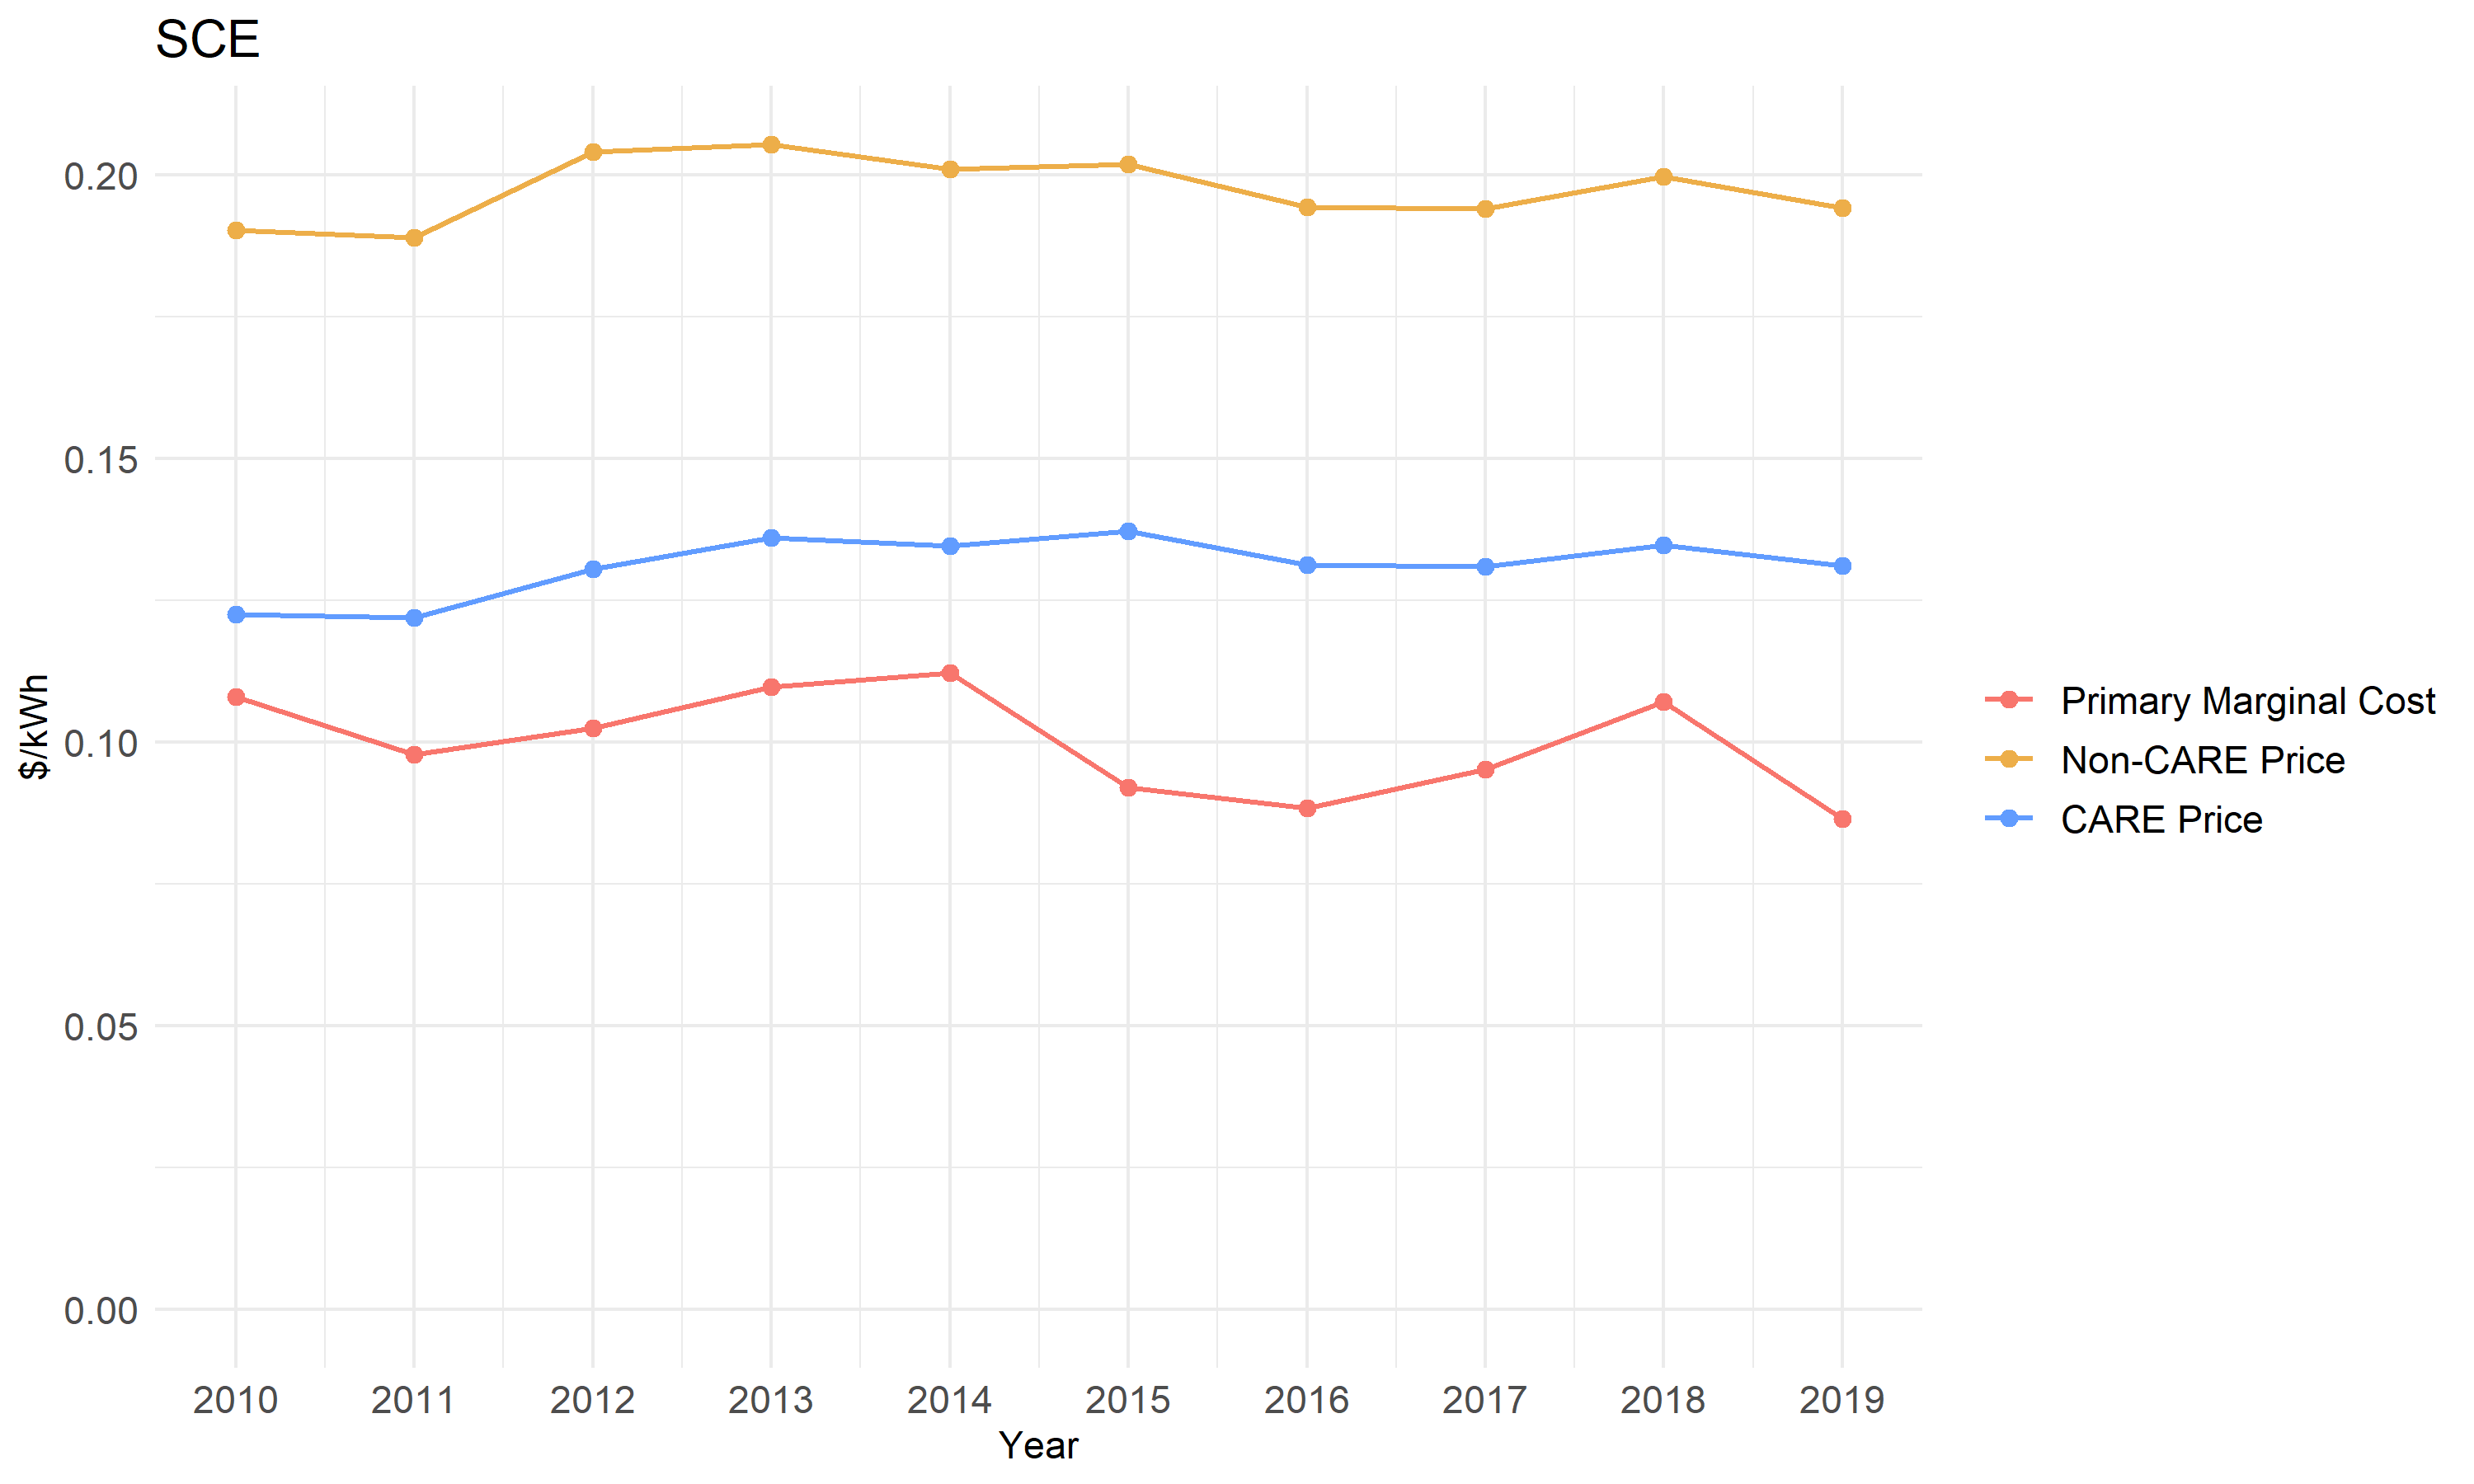 SCE
0.20
0.15
0.10
0.05
0.00
$/kWh
2010 2011 2012 2013 2014 2015 2016 2017 2018 2019
Year
Primary Marginal Cost
Non-CARE Price
CARE Price